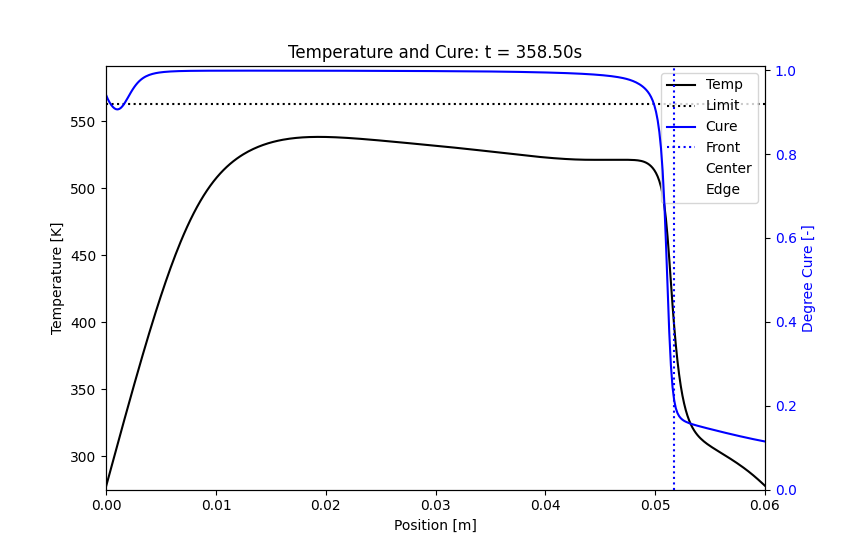 Temperature and Cure: t = 358.50s
Temp
Limit
Cure
Front
Center
Edge
550
500
450
400
350
300
Temperature [K]
1.0
0.8
0.6
0.4
0.2
0.0
Degree Cure [-]
0.00 0.01 0.02 0.03 0.04 0.05 0.06
Position [m]